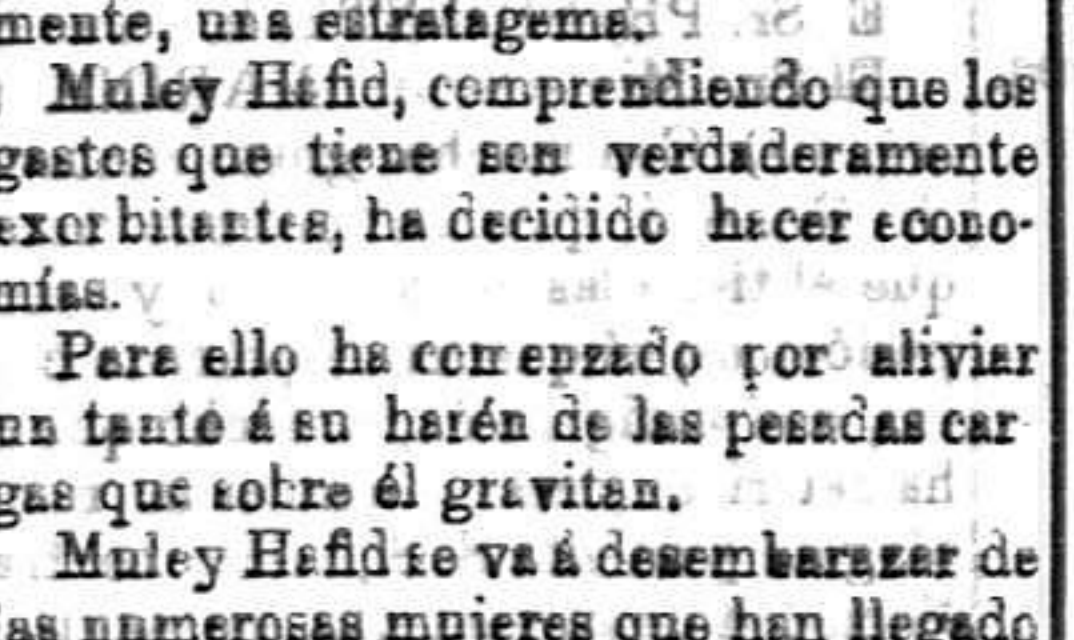 mente, una estratagema.
Muley Hafid, comprendiendo que los
gastos que tiene son verdaderamente
exorbitantes, ha decidido hacer econo-
mías.
Para ello ha comenzado por aliviar
un tanto á su harén de las pesadas car-
gas que sobre él gravitan.
Muley Hafid se va á desembarazar de
las numerosas mujeres que han llegado